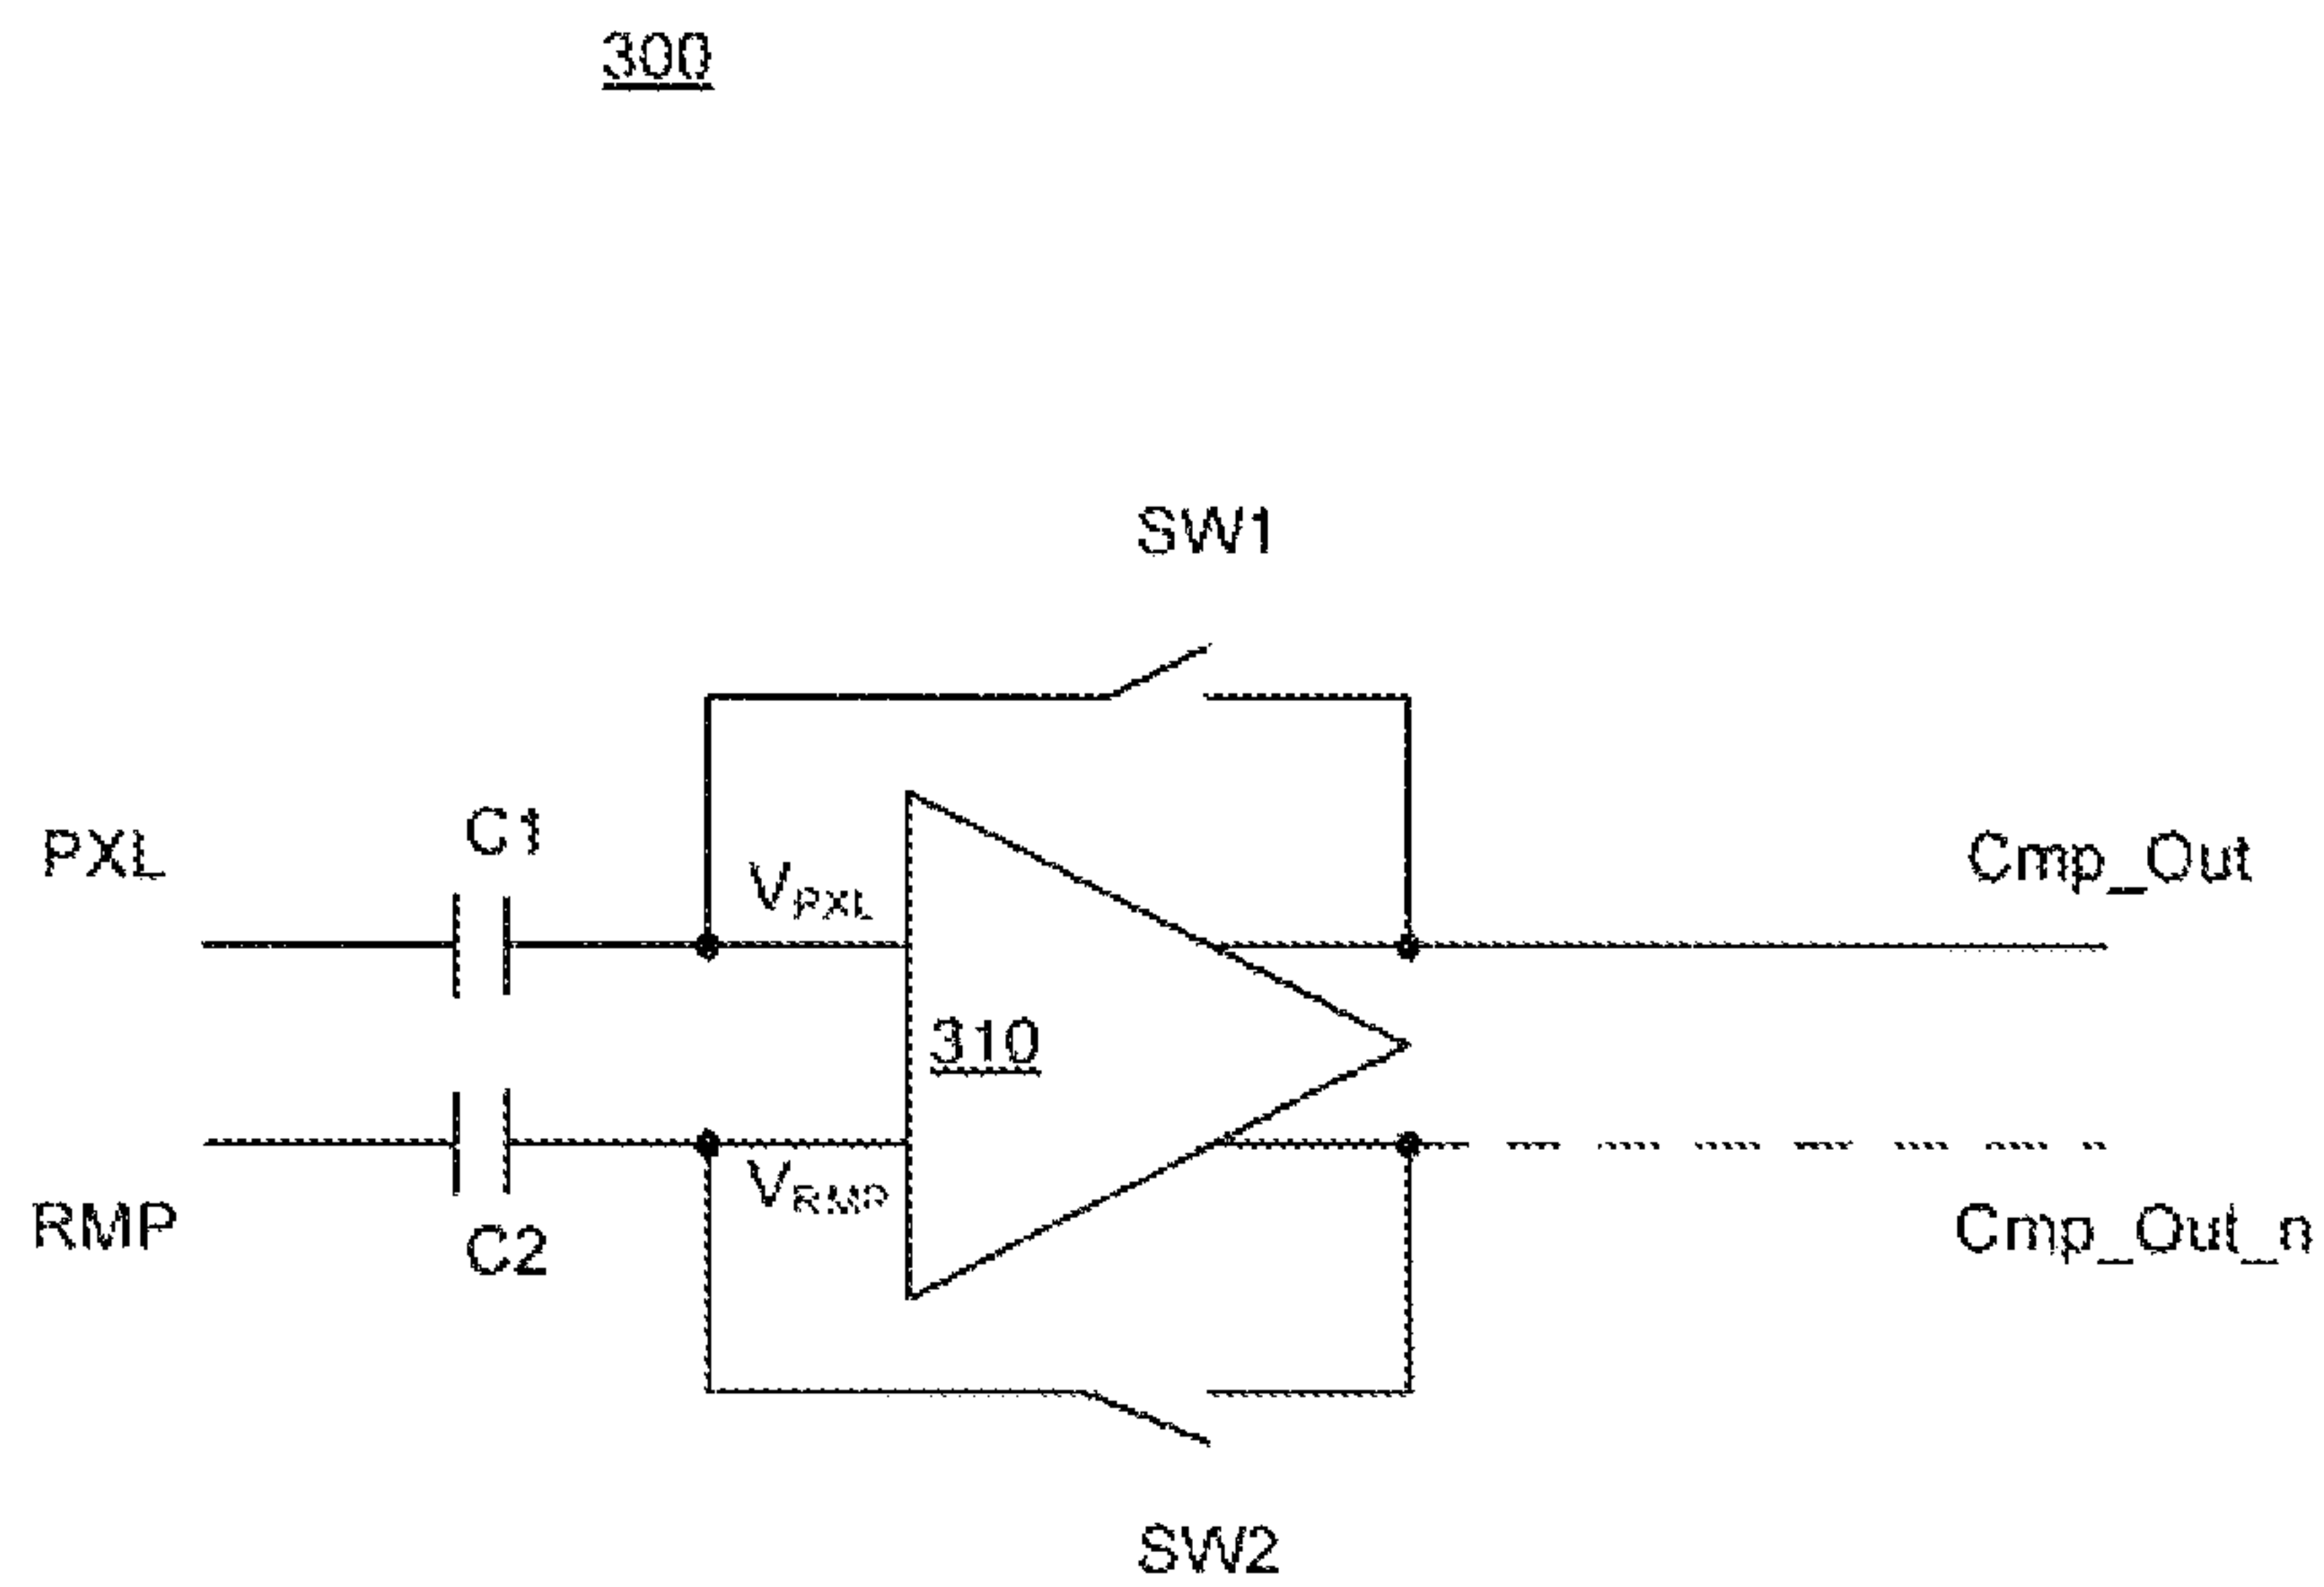 300
SW1
PXL
C1
VPXL
Cmp_Out
310
RMP
C2
VRMP
Cmp_Out_n
SW2